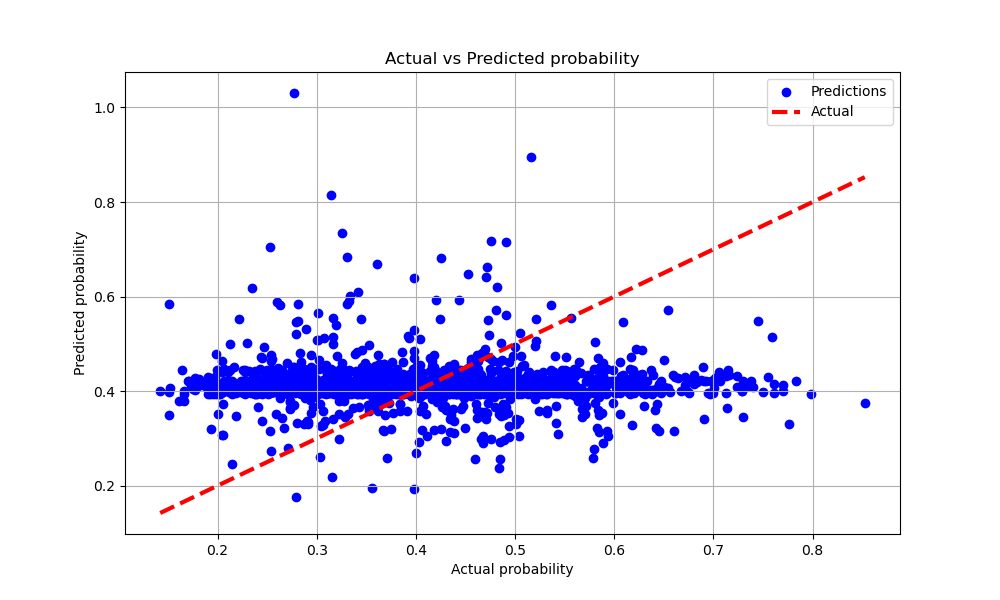 Actual vs Predicted probability
Predictions
Actual
Predicted probability
1.0
0.8
0.6
0.4
0.2
0.2 0.3 0.4 0.5 0.6 0.7 0.8
Actual probability